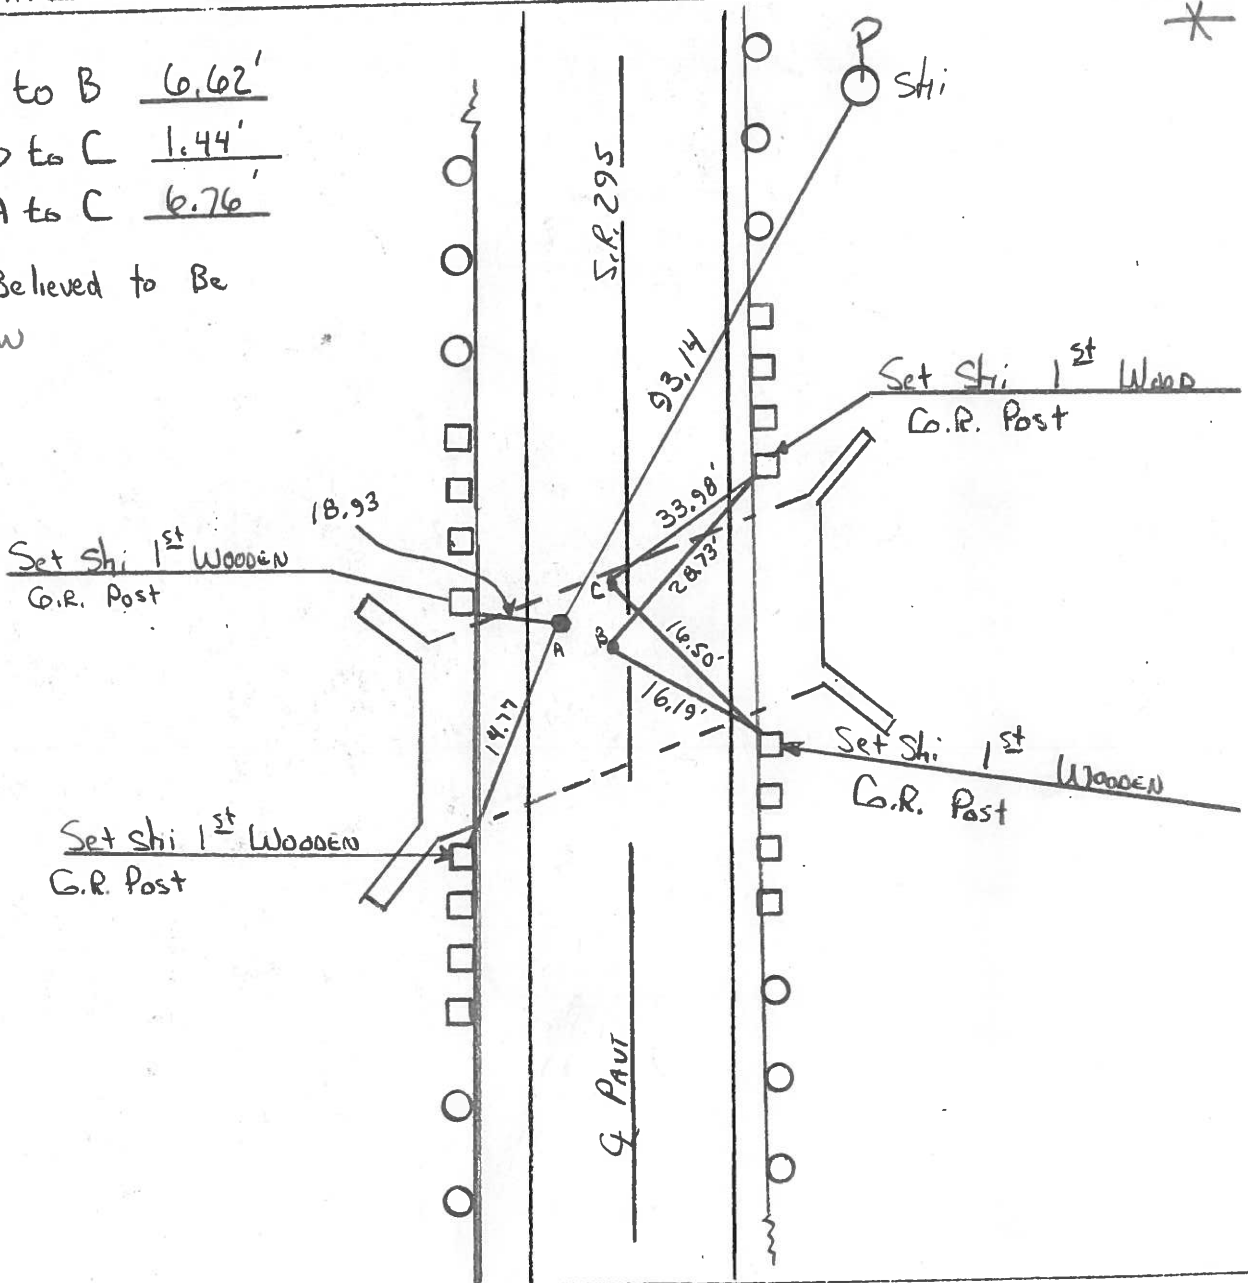 to B 6.62'
to C 1.44'
A to C 6.76'
Believed to Be
W
P
Shi
S.R. 295
93.14
Set Shi 1st Wood
G.R. Post
18.93
33.98'
28.73'
Set Shi 1st WOODEN
G.R. Post
C
A
B
16.50'
16.19'
14.77
Set Shi 1st WOODEN
G.R. Post
Set Shi 1st WOODEN
G.R. Post
℄ PAVT